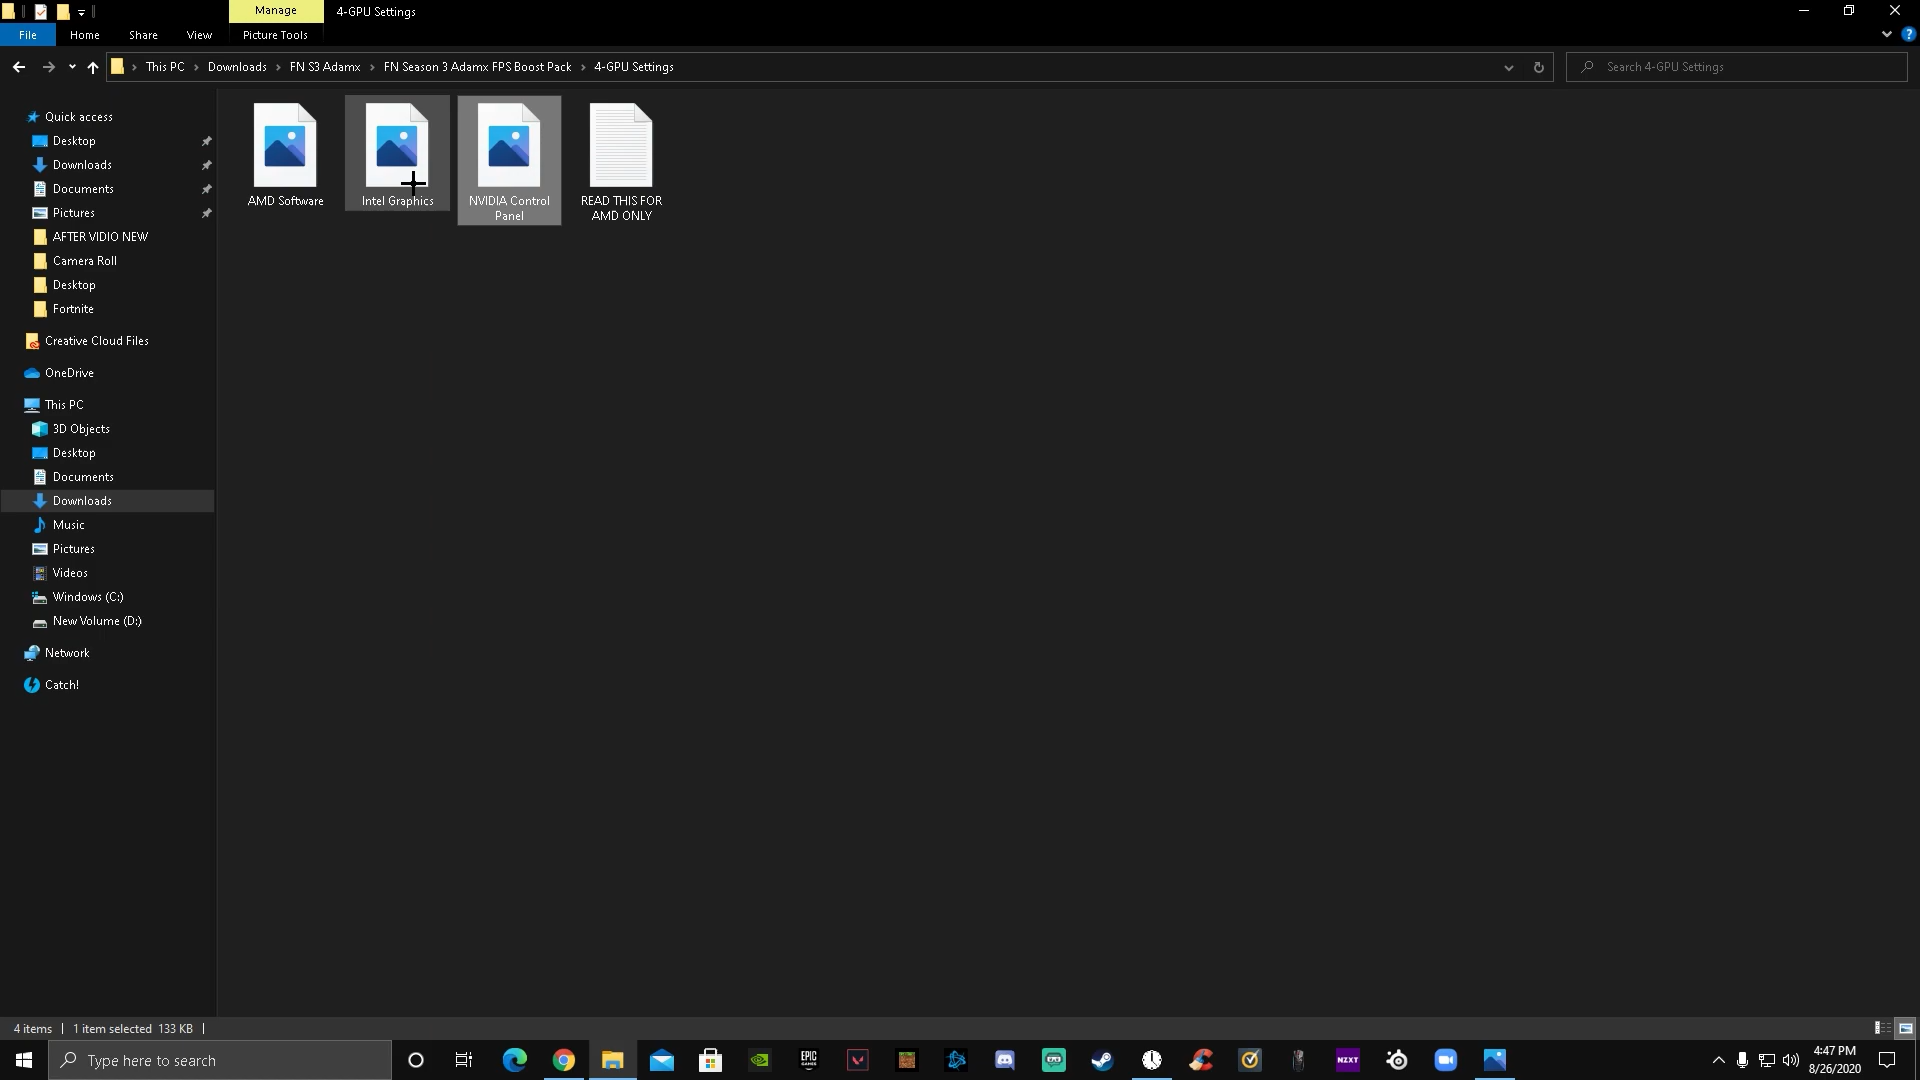 Manage
4-GPU Settings
File
Home
Share
View
Picture Tools
This PC
Downloads
FN S3 Adamx
FN Season 3 Adamx FPS Boost Pack
4-GPU Settings
Search 4-GPU Settings
Quick access
Desktop
Downloads
Documents
Pictures
AFTER VIDIO NEW
Camera Roll
Desktop
Fortnite
Creative Cloud Files
OneDrive
This PC
3D Objects
Desktop
Documents
Downloads
Music
Pictures
Videos
Windows (C:)
New Volume (D:)
Network
Catch!
AMD Software
Intel Graphics
NVIDIA Control
Panel
READ THIS FOR
AMD ONLY
4 items
1 item selected 133 KB
Type here to search
EPIC
GAMES
NZXT
4:47 PM
8/26/2020